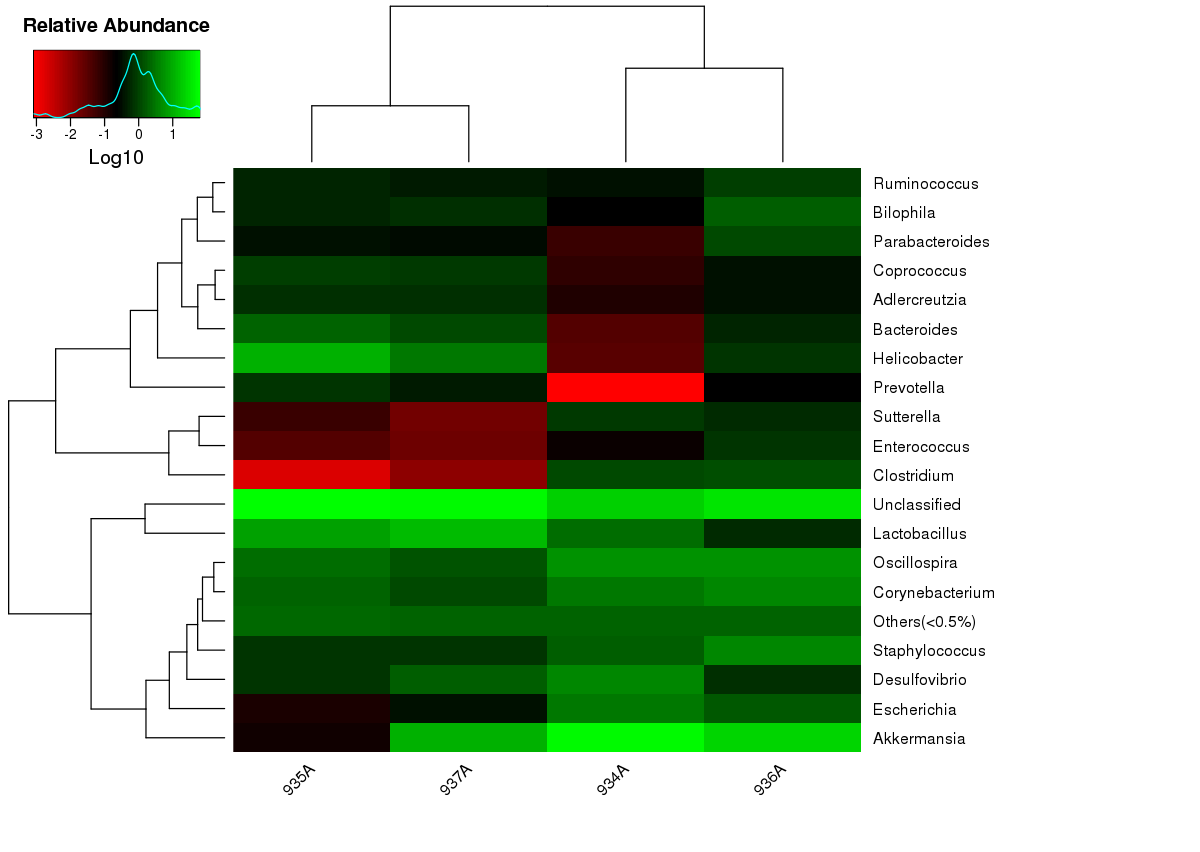 Relative Abundance
-3 -2 -1 0 1
Log10
Ruminococcus
Bilophila
Parabacteroides
Coprococcus
Adlercreutzia
Bacteroides
Helicobacter
Prevotella
Sutterella
Enterococcus
Clostridium
Unclassified
Lactobacillus
Oscillospira
Corynebacterium
Others(<0.5%)
Staphylococcus
Desulfovibrio
Escherichia
Akkermansia
935A 937A 934A 936A